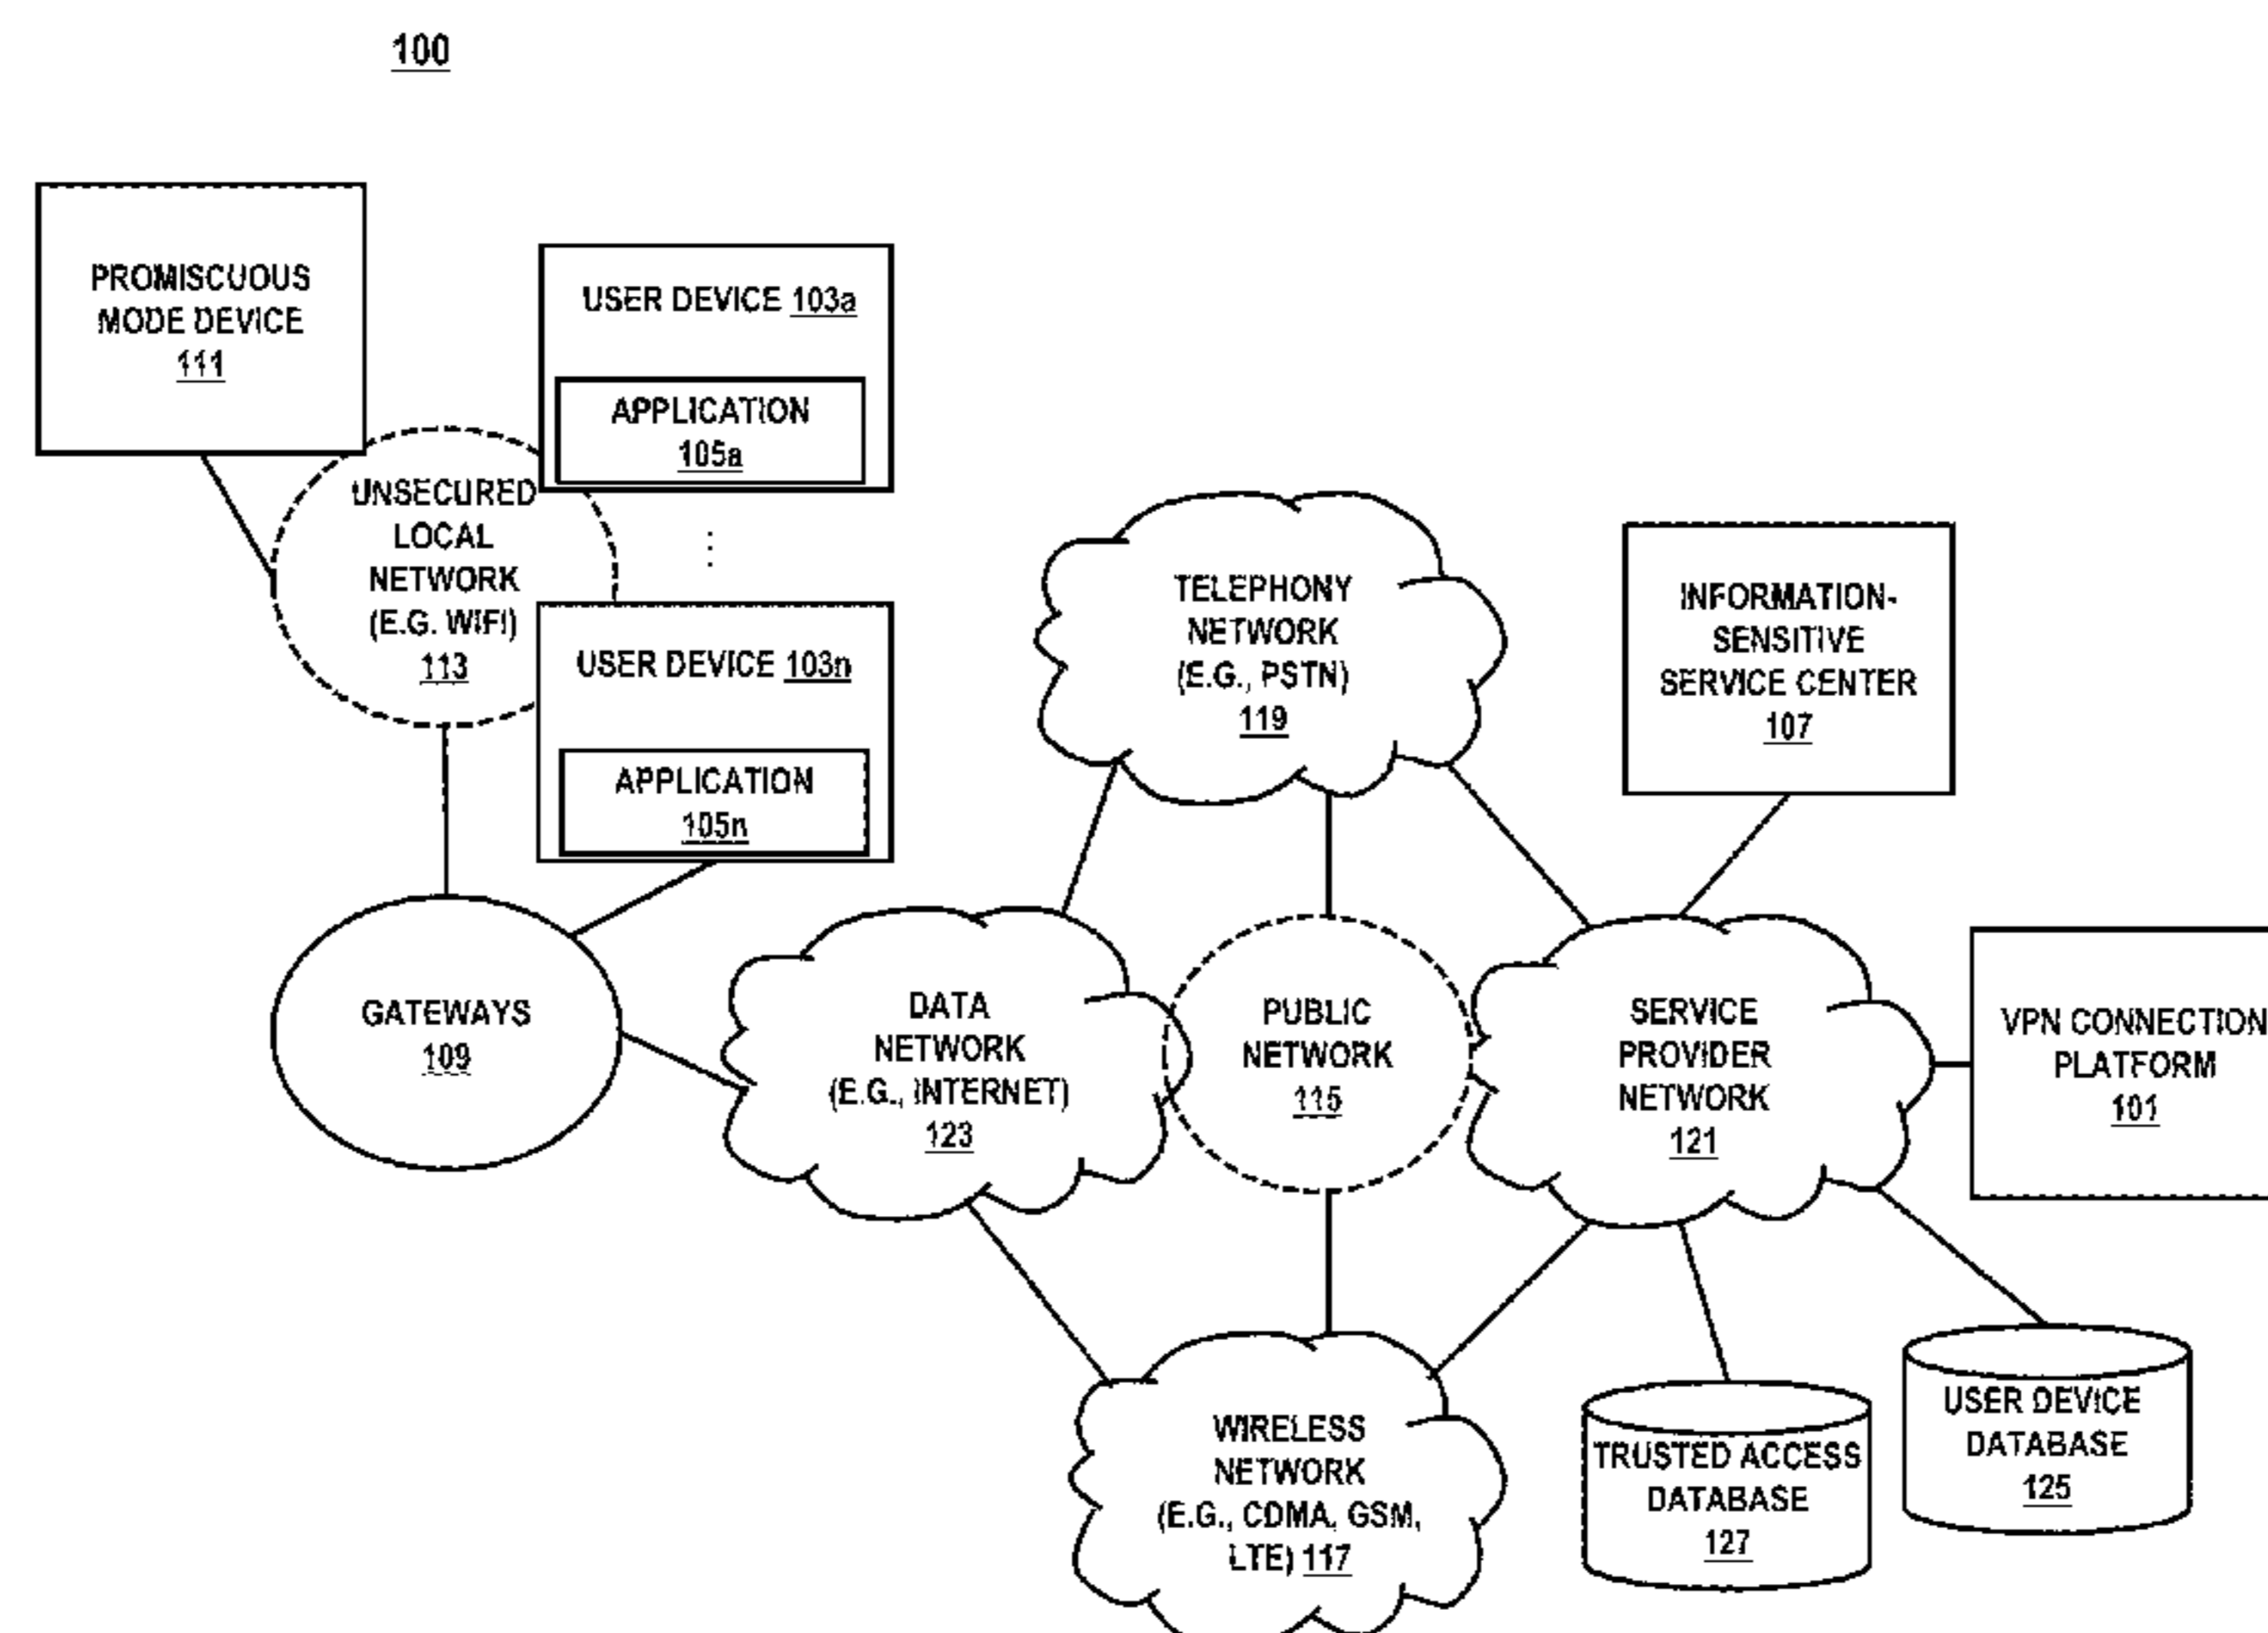 100
PROMISCUOUS
MODE DEVICE
111
USER DEVICE 103a
APPLICATION
105a
UNSECURED
LOCAL
NETWORK
(E.G. WIFI)
113
⋮
USER DEVICE 103n
APPLICATION
105n
TELEPHONY
NETWORK
(E.G., PSTN)
119
INFORMATION-
SENSITIVE
SERVICE CENTER
107
GATEWAYS
109
DATA
NETWORK
(E.G., INTERNET)
123
PUBLIC
NETWORK
115
SERVICE
PROVIDER
NETWORK
121
VPN CONNECTION
PLATFORM
101
WIRELESS
NETWORK
(E.G., CDMA, GSM,
LTE) 117
TRUSTED ACCESS
DATABASE
127
USER DEVICE
DATABASE
125